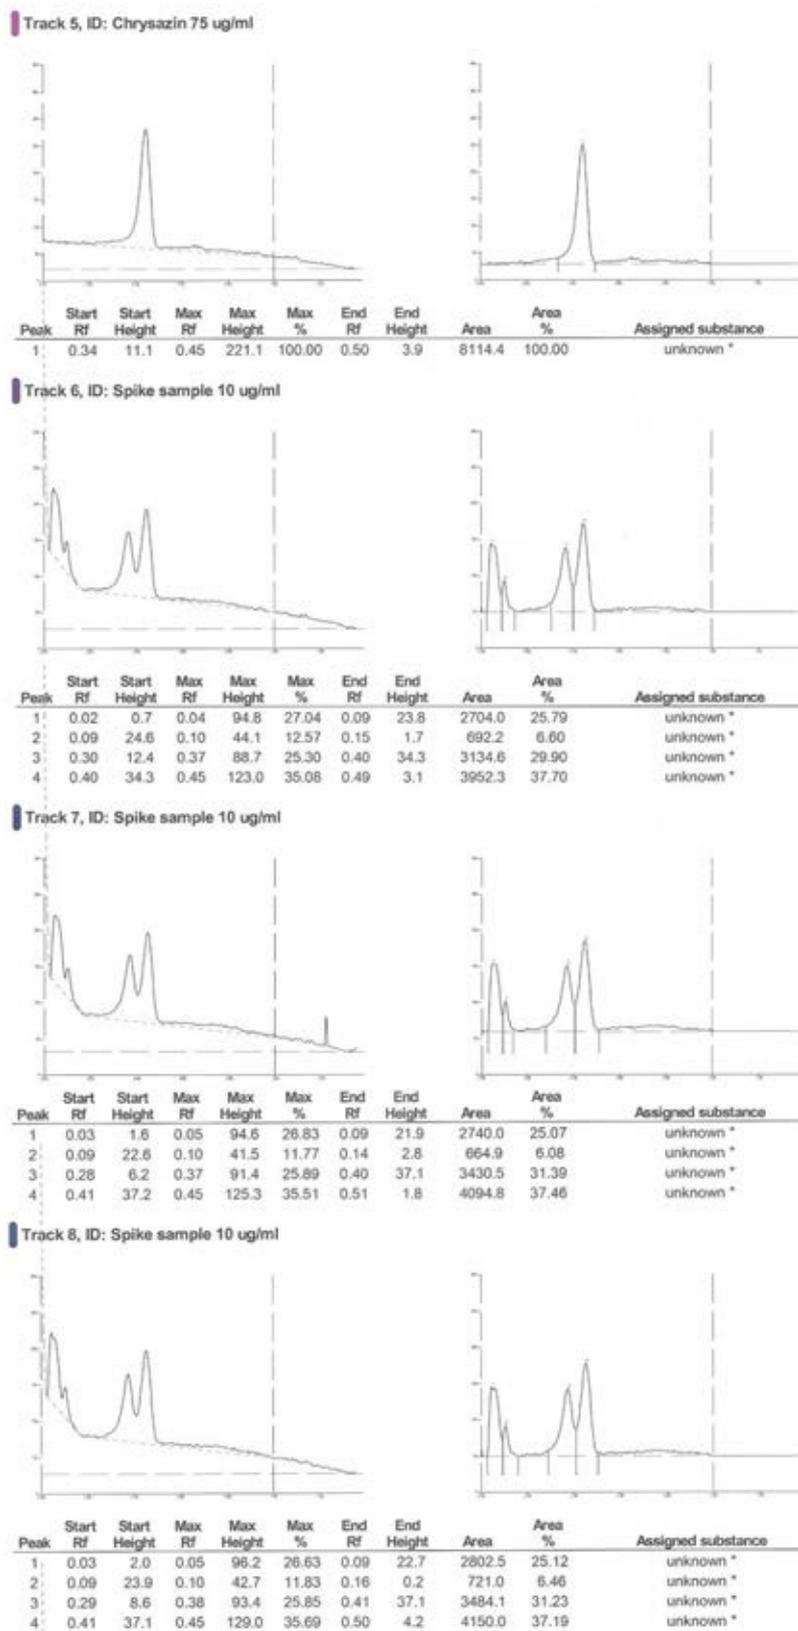 Track 5, ID: Chrysazin 75 ug/ml
Peak Start Rf Start Height Max Rf Max Height Max % End Rf End Height Area Area % Assigned substance
1 0.34 11.1 0.45 221.1 100.00 0.50 3.9 8114.4 100.00 unknown *
Track 6, ID: Spike sample 10 ug/ml
Peak Start Rf Start Height Max Rf Max Height Max % End Rf End Height Area Area % Assigned substance
1 0.02 0.7 0.04 94.8 27.04 0.09 23.8 2704.0 25.79 unknown *
2 0.09 24.6 0.10 44.1 12.57 0.15 1.7 692.2 6.60 unknown *
3 0.30 12.4 0.37 88.7 25.30 0.40 34.3 3134.6 29.90 unknown *
4 0.40 34.3 0.45 123.0 35.08 0.49 3.1 3952.3 37.70 unknown *
Track 7, ID: Spike sample 10 ug/ml
Peak Start Rf Start Height Max Rf Max Height Max % End Rf End Height Area Area % Assigned substance
1 0.03 1.6 0.05 94.6 26.83 0.09 21.9 2740.0 25.07 unknown *
2 0.09 22.6 0.10 41.5 11.77 0.14 2.8 664.9 6.08 unknown *
3 0.28 6.2 0.37 91.4 25.89 0.40 37.1 3430.5 31.39 unknown *
4 0.41 37.2 0.45 125.3 35.51 0.51 1.8 4094.8 37.46 unknown *
Track 8, ID: Spike sample 10 ug/ml
Peak Start Rf Start Height Max Rf Max Height Max % End Rf End Height Area Area % Assigned substance
1 0.03 2.0 0.05 96.2 26.63 0.09 22.7 2802.5 25.12 unknown *
2 0.09 23.9 0.10 42.7 11.83 0.16 0.2 721.0 6.46 unknown *
3 0.29 8.6 0.38 93.4 25.85 0.41 37.1 3484.1 31.23 unknown *
4 0.41 37.1 0.45 129.0 35.69 0.50 4.2 4150.0 37.19 unknown *